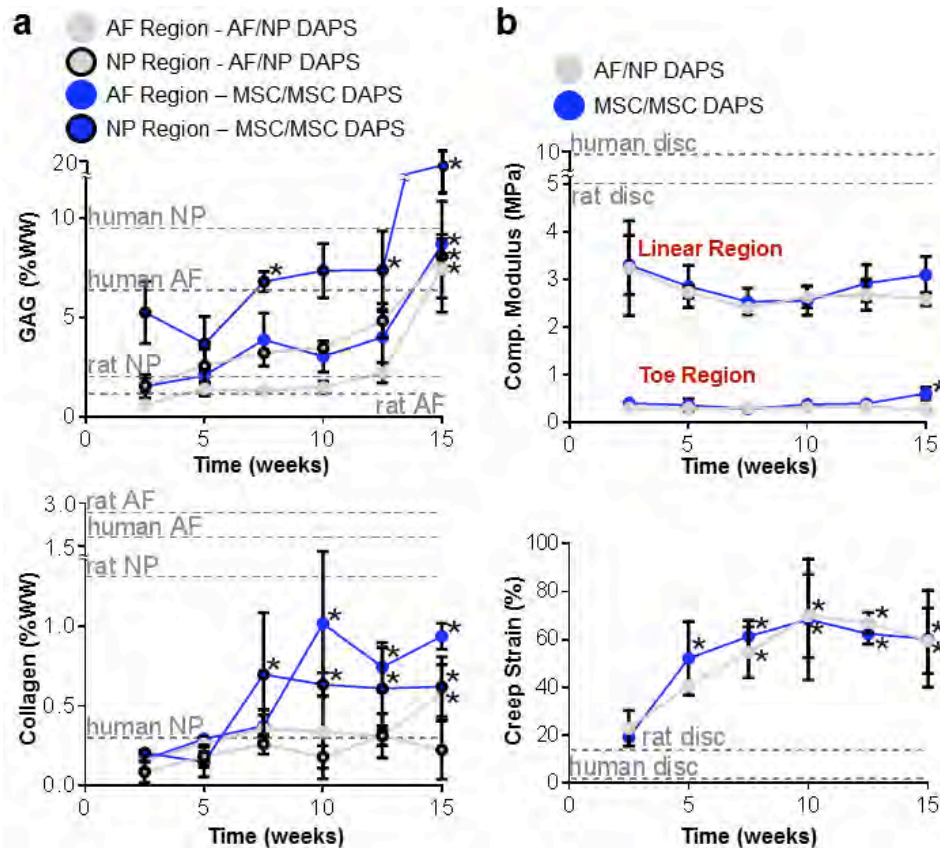 a
AF Region - AF/NP DAPS
NP Region - AF/NP DAPS
AF Region – MSC/MSC DAPS
NP Region – MSC/MSC DAPS
20
10
5
0
GAG (%WW)
human NP
human AF
rat NP
rat AF
*
*
*
*
*
*
0
5
10
15
Time (weeks)
3.0
1.5
1.0
0.5
0.0
Collagen (%WW)
rat AF
human AF
rat NP
human NP
*
*
*
*
*
*
*
*
0
5
10
15
Time (weeks)
b
AF/NP DAPS
MSC/MSC DAPS
10
5
4
3
2
1
0
Comp. Modulus (MPa)
human disc
rat disc
Linear Region
Toe Region
*
0
5
10
15
Time (weeks)
100
80
60
40
20
0
Creep Strain (%)
*
*
*
*
*
*
*
*
*
rat disc
human disc
0
5
10
15
Time (weeks)